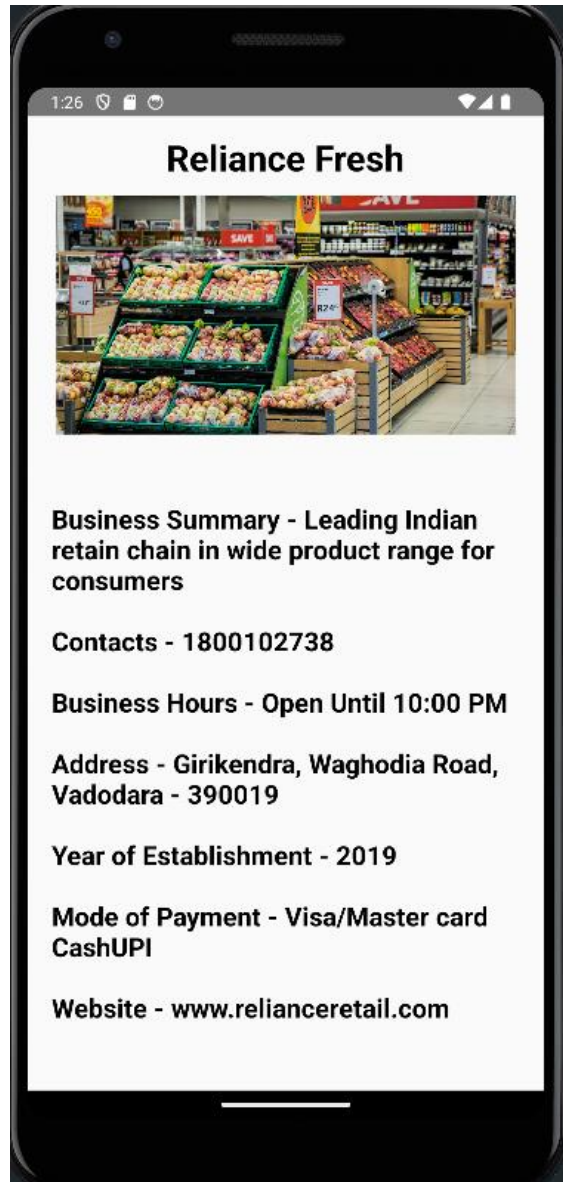 1:26
Reliance Fresh
SAVE
SAVE
R24
Business Summary - Leading Indian
retain chain in wide product range for
consumers
Contacts - 1800102738
Business Hours - Open Until 10:00 PM
Address - Girikendra, Waghodia Road,
Vadodara - 390019
Year of Establishment - 2019
Mode of Payment - Visa/Master card
CashUPI
Website - www.relianceretail.com